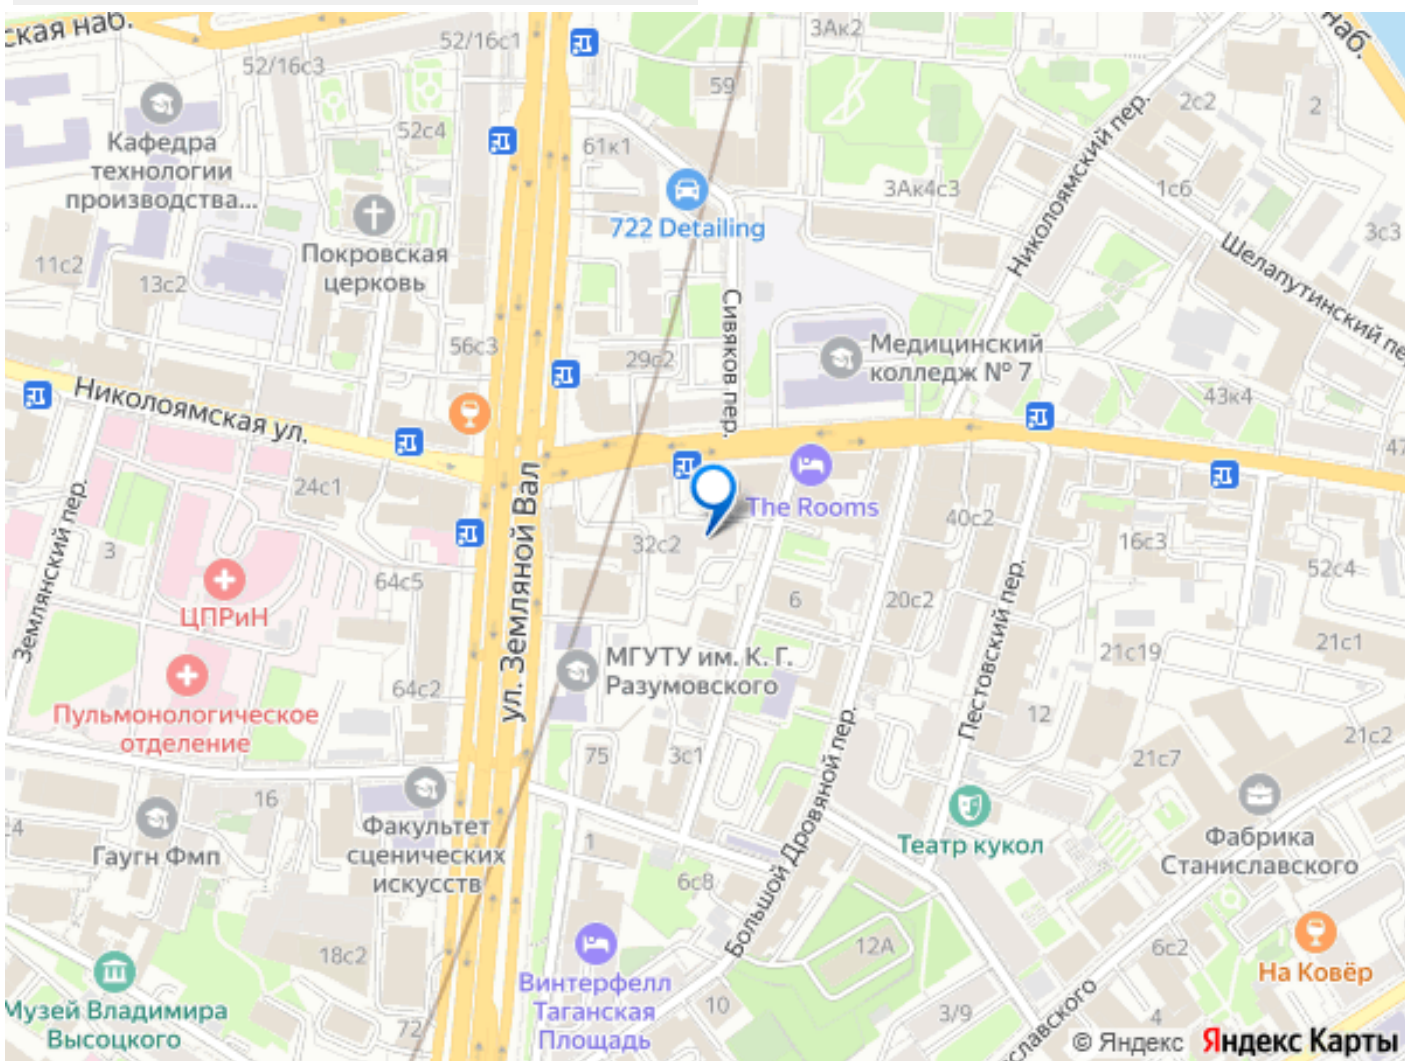 ская наб.
52/16с1
3Ак2
наб.
52/16с3
59
2с2
2
Кафедра
технологии
производства...
52с4
61к1
Николоямский пер.
3Ак4с3
1с6
722 Detailing
Шелапутинский пе
3с3
Покровская
церковь
11с2
13с2
Сивяков пер.
56с3
29с2
Медицинский
колледж № 7
43к4
47
Николоямская ул.
24с1
The Rooms
40с2
16с3
52с4
Землянский пер.
3
ул. Земляной Вал
32с2
64с5
ЦПРиН
6
20с2
Пестовский пер.
21с19
21с1
МГУТУ им. К. Г.
Разумовского
64с2
Пульмонологическое
отделение
75
3с1
Большой Дровяной пер.
12
21с7
21с2
16
24
Гаугн Фмп
Факультет
сценических
искусств
1
Театр кукол
Фабрика
Станиславского
6с8
18с2
12А
6с2
На Ковёр
Винтерфелл
Таганская
Площадь
10
3/9
4
славского
Музей Владимира
Высоцкого
72
© Яндекс Яндекс Карты